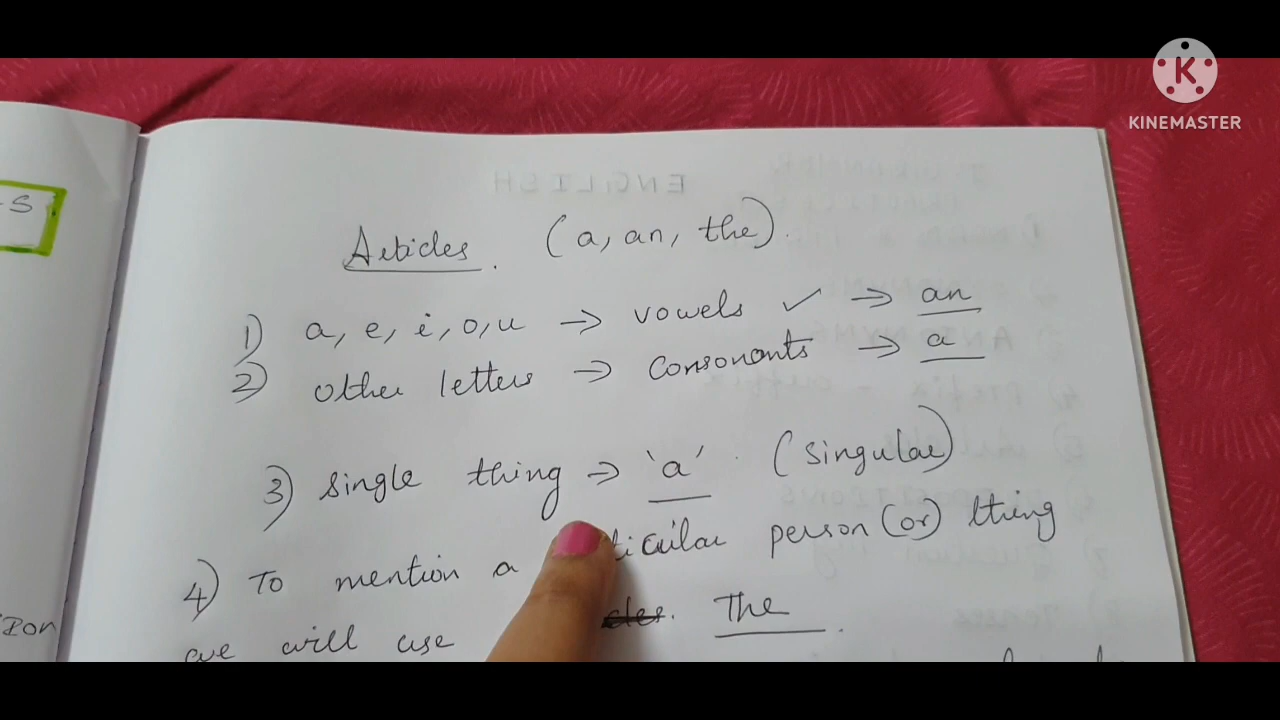 KINEMASTER
-S
Articles. (a, an, the).
1) a, e, i, o, u → vowels ✓ → an
2) other letters → consonants → a
3) single thing → 'a'. (singular)
4) To mention a ticular person (or) thing
we will use The.